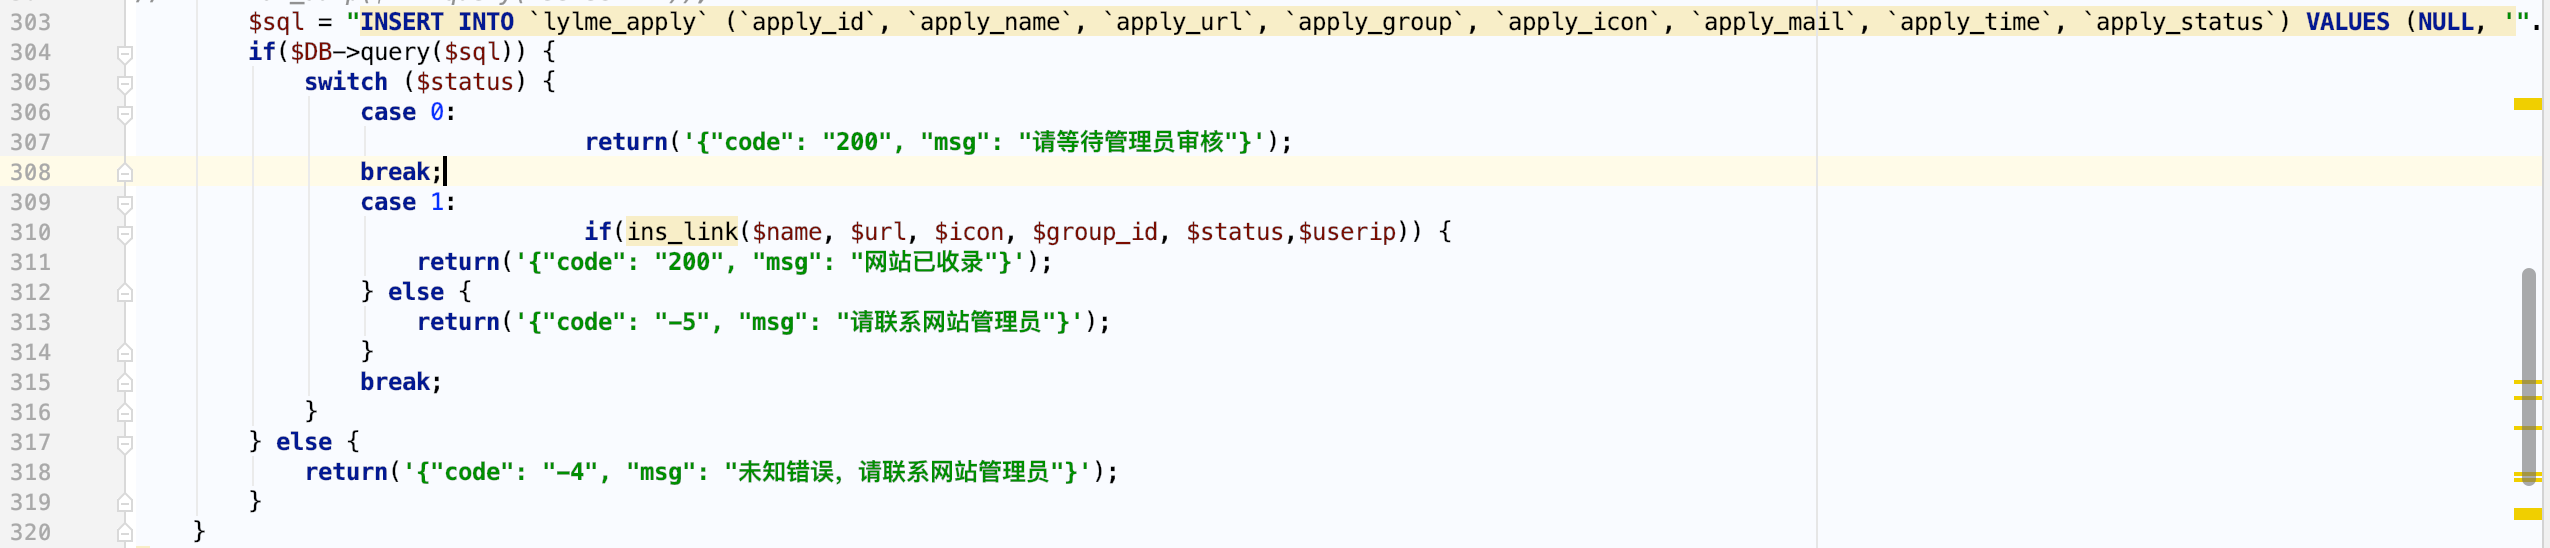 303 $sql = "INSERT INTO `lylme_apply` (`apply_id`, `apply_name`, `apply_url`, `apply_group`, `apply_icon`, `apply_mail`, `apply_time`, `apply_status`) VALUES (NULL, '".
304 if($DB->query($sql)) {
305 switch ($status) {
306 case 0:
307 return('{"code": "200", "msg": "请等待管理员审核"}');
308 break;
309 case 1:
310 if(ins_link($name, $url, $icon, $group_id, $status,$userip)) {
311 return('{"code": "200", "msg": "网站已收录"}');
312 } else {
313 return('{"code": "-5", "msg": "请联系网站管理员"}');
314 }
315 break;
316 }
317 } else {
318 return('{"code": "-4", "msg": "未知错误，请联系网站管理员"}');
319 }
320 }